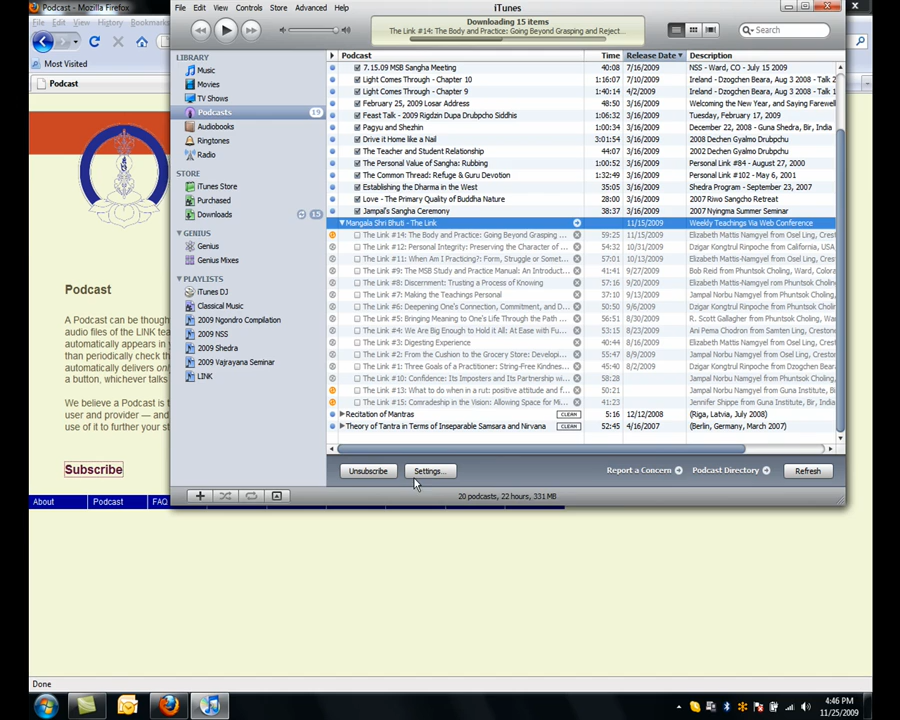 Podcast - Mozilla Firefox
File Edit View History Bookmarks
Most Visited
Podcast
Podcast
A Podcast can be thoug
audio files of the LINK tea
automatically appears in y
than periodically check th
automatically delivers only
a button, whichever talks
We believe a Podcast is t
user and provider — and
use of it to further your st
Subscribe
About Podcast FAQ
Done
File Edit View Controls Store Advanced Help
iTunes
Downloading 15 items
The Link #14: The Body and Practice: Going Beyond Grasping and Reject...
Search
LIBRARY
Music
Movies
TV Shows
Podcasts 19
Audiobooks
Ringtones
Radio
STORE
iTunes Store
Purchased
Downloads 15
GENIUS
Genius
Genius Mixes
PLAYLISTS
iTunes DJ
Classical Music
2009 Ngondro Compilation
2009 NSS
2009 Shedra
2009 Vajrayana Seminar
LINK
Podcast Time Release Date Description
7.15.09 MSB Sangha Meeting 40:08 7/16/2009 NSS - Ward, CO - July 15 2009
Light Comes Through - Chapter 10 1:16:07 7/10/2009 Ireland - Dzogchen Beara, Aug 3 2008 - Talk 2
Light Comes Through - Chapter 9 1:40:14 4/2/2009 Ireland - Dzogchen Beara, Aug 3 2008 - Talk 1
February 25, 2009 Losar Address 48:50 3/16/2009 Welcoming the New Year, and Saying Farewell
Feast Talk - 2009 Rigdzin Dupa Drubpcho Siddhis 1:06:32 3/16/2009 Tuesday, February 17, 2009
Pagyu and Shezhin 1:00:34 3/16/2009 December 22, 2008 - Guna Shedra, Bir, India
Drive it Home like a Nail 3:01:54 3/16/2009 2008 Dechen Gyalmo Drubpchu
The Teacher and Student Relationship 44:07 3/16/2009 2002 Dechen Gyalmo Drubpchu
The Personal Value of Sangha: Rubbing 1:00:52 3/16/2009 Personal Link #84 - August 27, 2000
The Common Thread: Refuge & Guru Devotion 1:32:49 3/16/2009 Personal Link #102 - May 6, 2001
Establishing the Dharma in the West 35:05 3/16/2009 Shedra Program - September 23, 2007
Love - The Primary Quality of Buddha Nature 28:00 3/16/2009 2007 Riwo Sangcho Retreat
Jampal's Sangha Ceremony 38:37 3/16/2009 2007 Nyingma Summer Seminar
Mangala Shri Bhuti - The Link 11/15/2009 Weekly Teachings Via Web Conference
The Link #14: The Body and Practice: Going Beyond Grasping ... 59:25 11/15/2009 Elizabeth Mattis Namgyel from Osel Ling, Cres
The Link #12: Personal Integrity: Preserving the Character of ... 54:32 10/31/2009 Dzigar Kongtrul Rinpoche from California, USA
The Link #11: When Am I Practicing?: Form, Struggle or Somet... 57:01 10/13/2009 Elizabeth Mattis Namgyel from Osel Ling, Cres
The Link #9: The MSB Study and Practice Manual: An Introduct... 41:41 9/27/2009 Bob Reid from Phuntsok Choling, Ward, Colora
The Link #8: Discernment: Trusting a Process of Knowing 57:16 9/20/2009 Elizabeth Mattis Namgyel from Phuntsok Choling
The Link #7: Making the Teachings Personal 37:10 9/13/2009 Jampal Norbu Namgyel from Phuntsok Choling,
The Link #6: Deepening One's Connection, Commitment, and D... 50:50 9/6/2009 Dzigar Kongtrul Rinpoche from Phuntsok Choling
The Link #5: Bringing Meaning to One's Life Through the Path ... 56:51 8/30/2009 R. Scott Gallagher from Phuntsok Choling,
The Link #4: We Are Big Enough to Hold it All: At Ease with Fu... 53:15 8/23/2009 Ani Pema Chodron from Samten Ling, Creston
The Link #3: Digesting Experience 40:44 8/16/2009 Elizabeth Mattis Namgyel from Phuntsok Choling
The Link #2: From the Cushion to the Grocery Store: Developi... 55:47 8/9/2009 Jampal Norbu Namgyel from Phuntsok Choling,
The Link #1: Three Goals of a Practitioner: String-Free Kindnes... 45:40 8/2/2009 Dzigar Kongtrul Rinpoche from Dzogchen Beara
The Link #10: Confidence: Its Imposters and Its Partnership wi... 58:28 Jampal Norbu Namgyel from Phuntsok Choling
The Link #13: What to do when in a rut: positive attitude and f... 50:21 Jampal Norbu Namgyel from Phuntsok Choling
The Link #15: Comradeship in the Vision: Allowing Space for Mi... 41:23 Jennifer Shippe from Guna Institute, Bir, India
Recitation of Mantras CLEAN 5:16 12/12/2008 (Riga, Latvia, July 2008)
Theory of Tantra in Terms of Inseparable Samsara and Nirvana CLEAN 52:45 4/16/2007 (Berlin, Germany, March 2007)
Unsubscribe Settings... Report a Concern Podcast Directory Refresh
20 podcasts, 22 hours, 331 MB
4:46 PM
11/25/2009